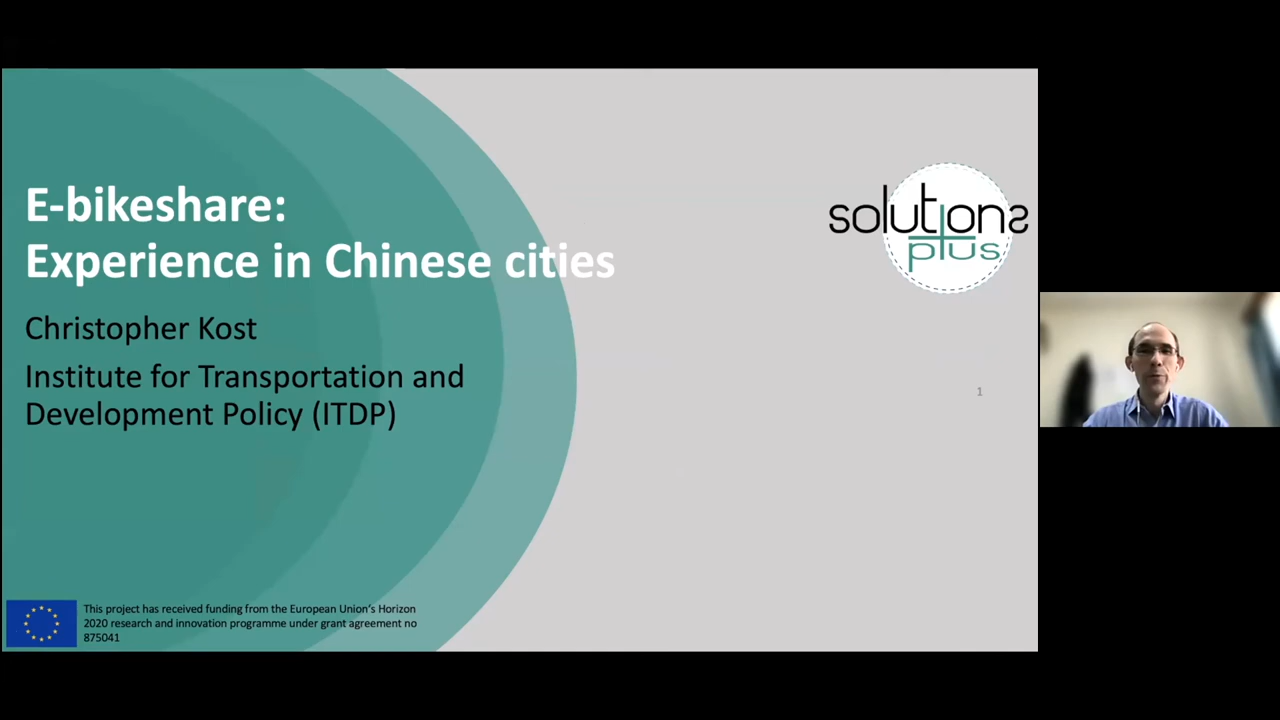 E-bikeshare:
Experience in Chinese cities
Christopher Kost
Institute for Transportation and
Development Policy (ITDP)
solutions
plus
1
This project has received funding from the European Union's Horizon
2020 research and innovation programme under grant agreement no
875041